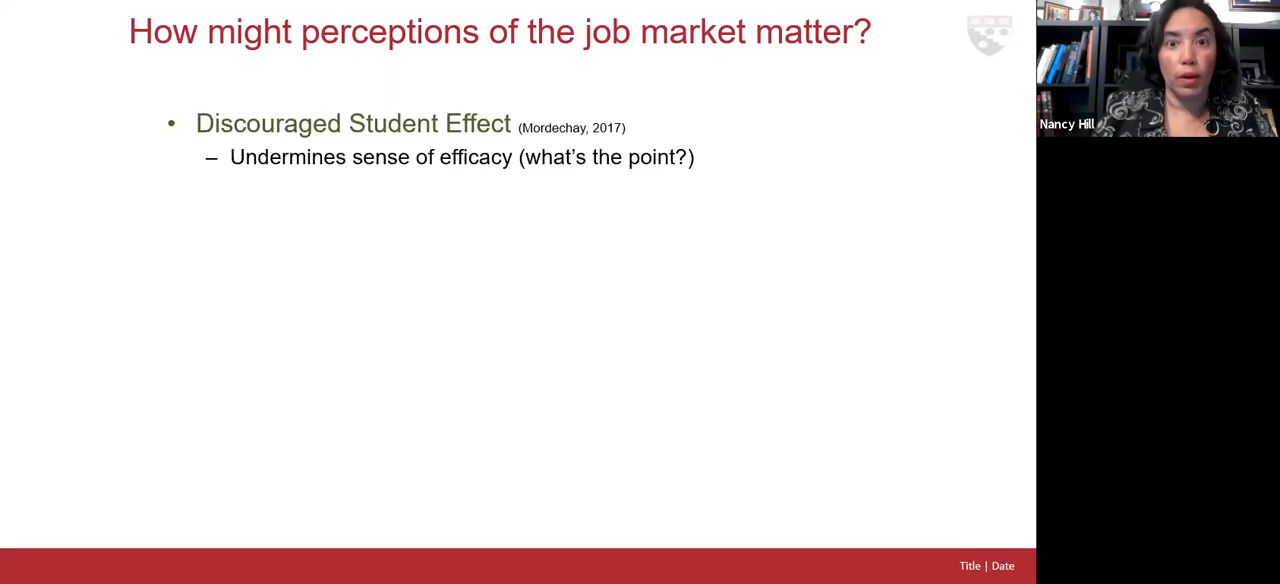 How might perceptions of the job market matter?
Nancy Hill
• Discouraged Student Effect (Mordechay, 2017)
– Undermines sense of efficacy (what's the point?)
Title | Date